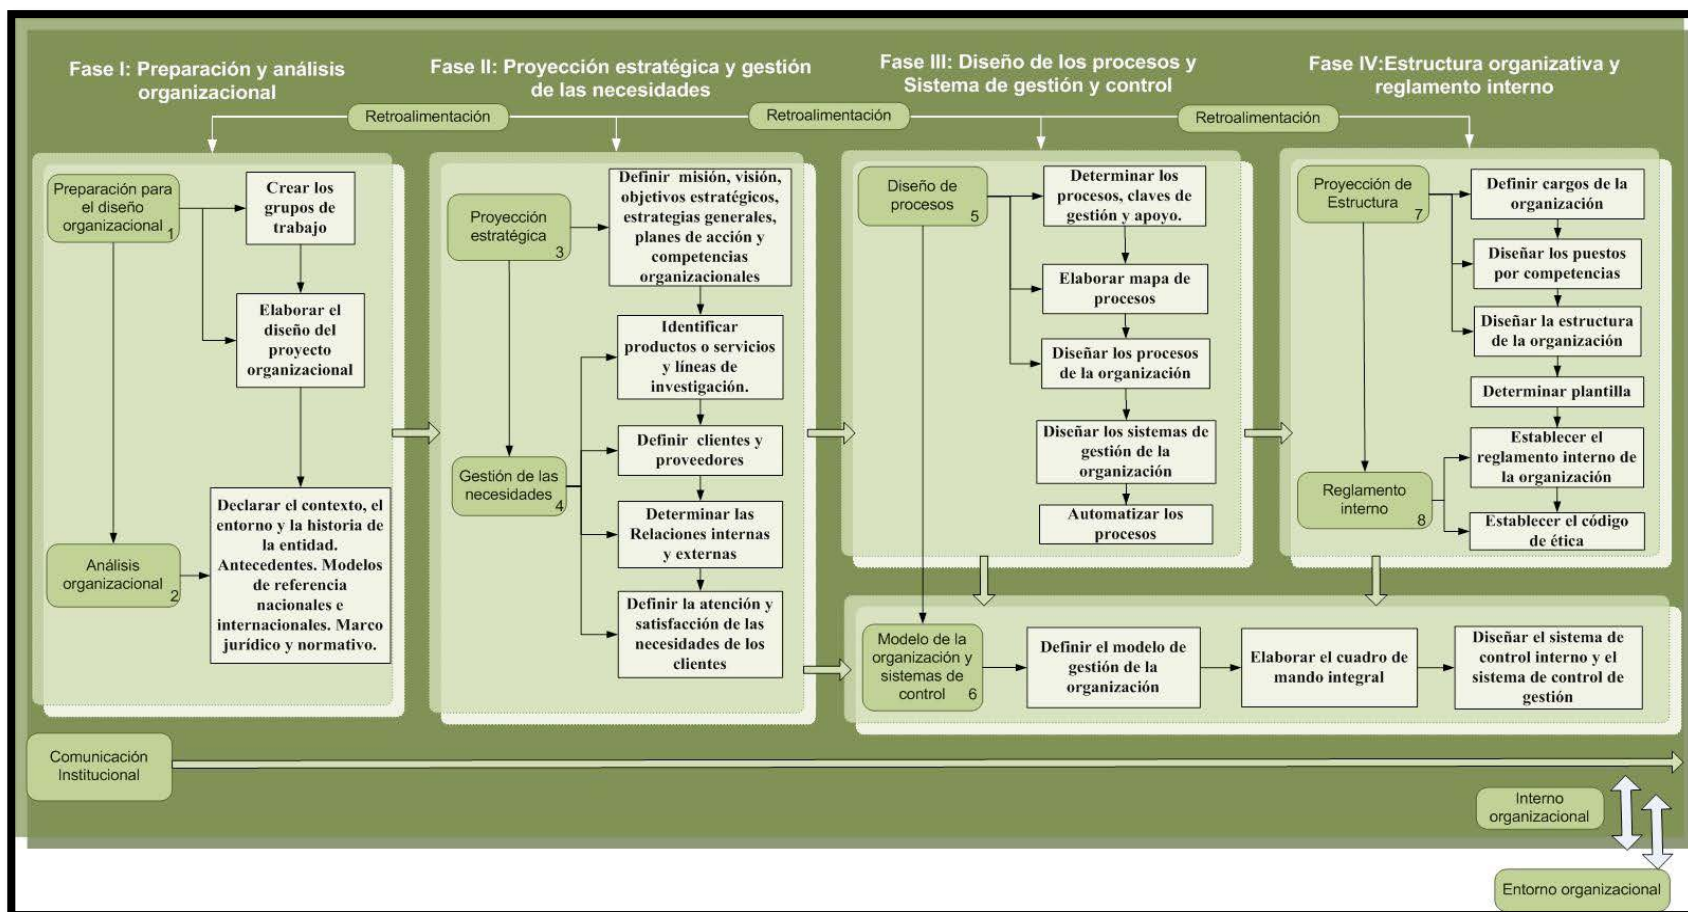 Fase I: Preparación y análisis
organizacional
Fase II: Proyección estratégica y gestión
de las necesidades
Fase III: Diseño de los procesos y
Sistema de gestión y control
Fase IV:Estructura organizativa y
reglamento interno
Retroalimentación
Retroalimentación
Retroalimentación
Preparación para
el diseño
organizacional
1
Crear los
grupos de
trabajo
Elaborar el
diseño del
proyecto
organizacional
Análisis
organizacional
2
Declarar el contexto, el
entorno y la historia de
la entidad.
Antecedentes. Modelos
de referencia
nacionales e
internacionales. Marco
jurídico y normativo.
Proyección
estratégica
3
Definir misión, visión,
objetivos estratégicos,
estrategias generales,
planes de acción y
competencias
organizacionales
Identificar
productos o servicios
y líneas de
investigación.
Gestión de las
necesidades
4
Definir clientes y
proveedores
Determinar las
Relaciones internas
y externas
Definir la atención y
satisfacción de las
necesidades de los
clientes
Diseño de
procesos
5
Determinar los
procesos, claves de
gestión y apoyo.
Elaborar mapa de
procesos
Diseñar los procesos
de la organización
Diseñar los sistemas de
gestión de la
organización
Automatizar los
procesos
Proyección de
Estructura
7
Definir cargos de la
organización
Diseñar los puestos
por competencias
Diseñar la estructura
de la organización
Determinar plantilla
Reglamento
interno
8
Establecer el
reglamento interno de
la organización
Establecer el código
de ética
Modelo de la
organización y
sistemas de
control
6
Definir el modelo de
gestión de la
organización
Elaborar el cuadro de
mando integral
Diseñar el sistema de
control interno y el
sistema de control de
gestión
Comunicación
Institucional
Interno
organizacional
Entorno organizacional